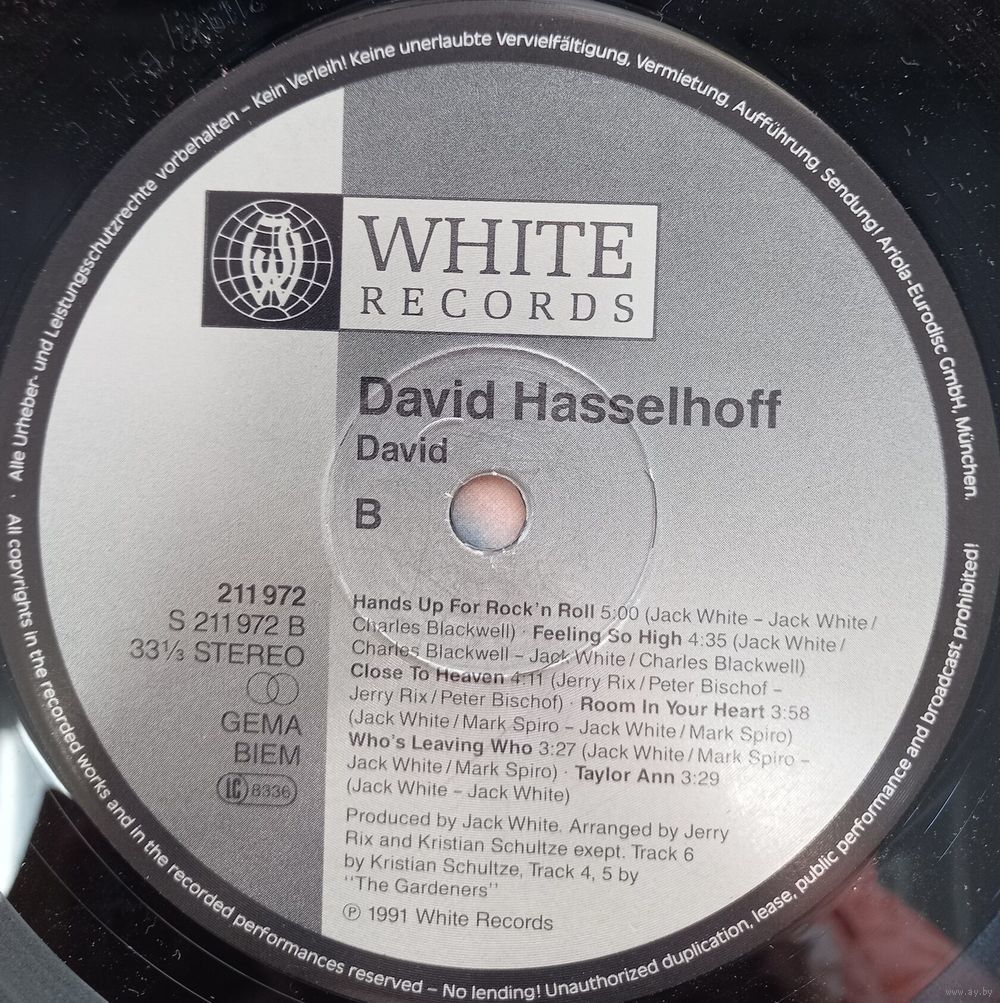 Alle Urheber- und Leistungsschutzrechte vorbehalten – Kein Verleih! Keine unerlaubte Vervielfältigung, Vermietung, Aufführung, Sendung! Ariola-Eurodisc GmbH, München.
WHITE
RECORDS
David Hasselhoff
David
B
211 972
S 211 972 B
33⅓ STEREO
GEMA
BIEM
LC 8336
Hands Up For Rock'n Roll 5:00 (Jack White – Jack White /
Charles Blackwell) · Feeling So High 4:35 (Jack White /
Charles Blackwell – Jack White / Charles Blackwell)
Close To Heaven 4:11 (Jerry Rix / Peter Bischof –
Jerry Rix / Peter Bischof) · Room In Your Heart 3:58
(Jack White / Mark Spiro – Jack White / Mark Spiro)
Who's Leaving Who 3:27 (Jack White / Mark Spiro –
Jack White / Mark Spiro) · Taylor Ann 3:29
(Jack White – Jack White)
Produced by Jack White. Arranged by Jerry
Rix and Kristian Schultze exept. Track 6
by Kristian Schultze, Track 4, 5 by
"The Gardeners"
℗ 1991 White Records
All copyrights in the recorded works and in the recorded performances reserved – No lending! Unauthorized duplication, lease, public performance and broadcast prohibited!
www.ay.by